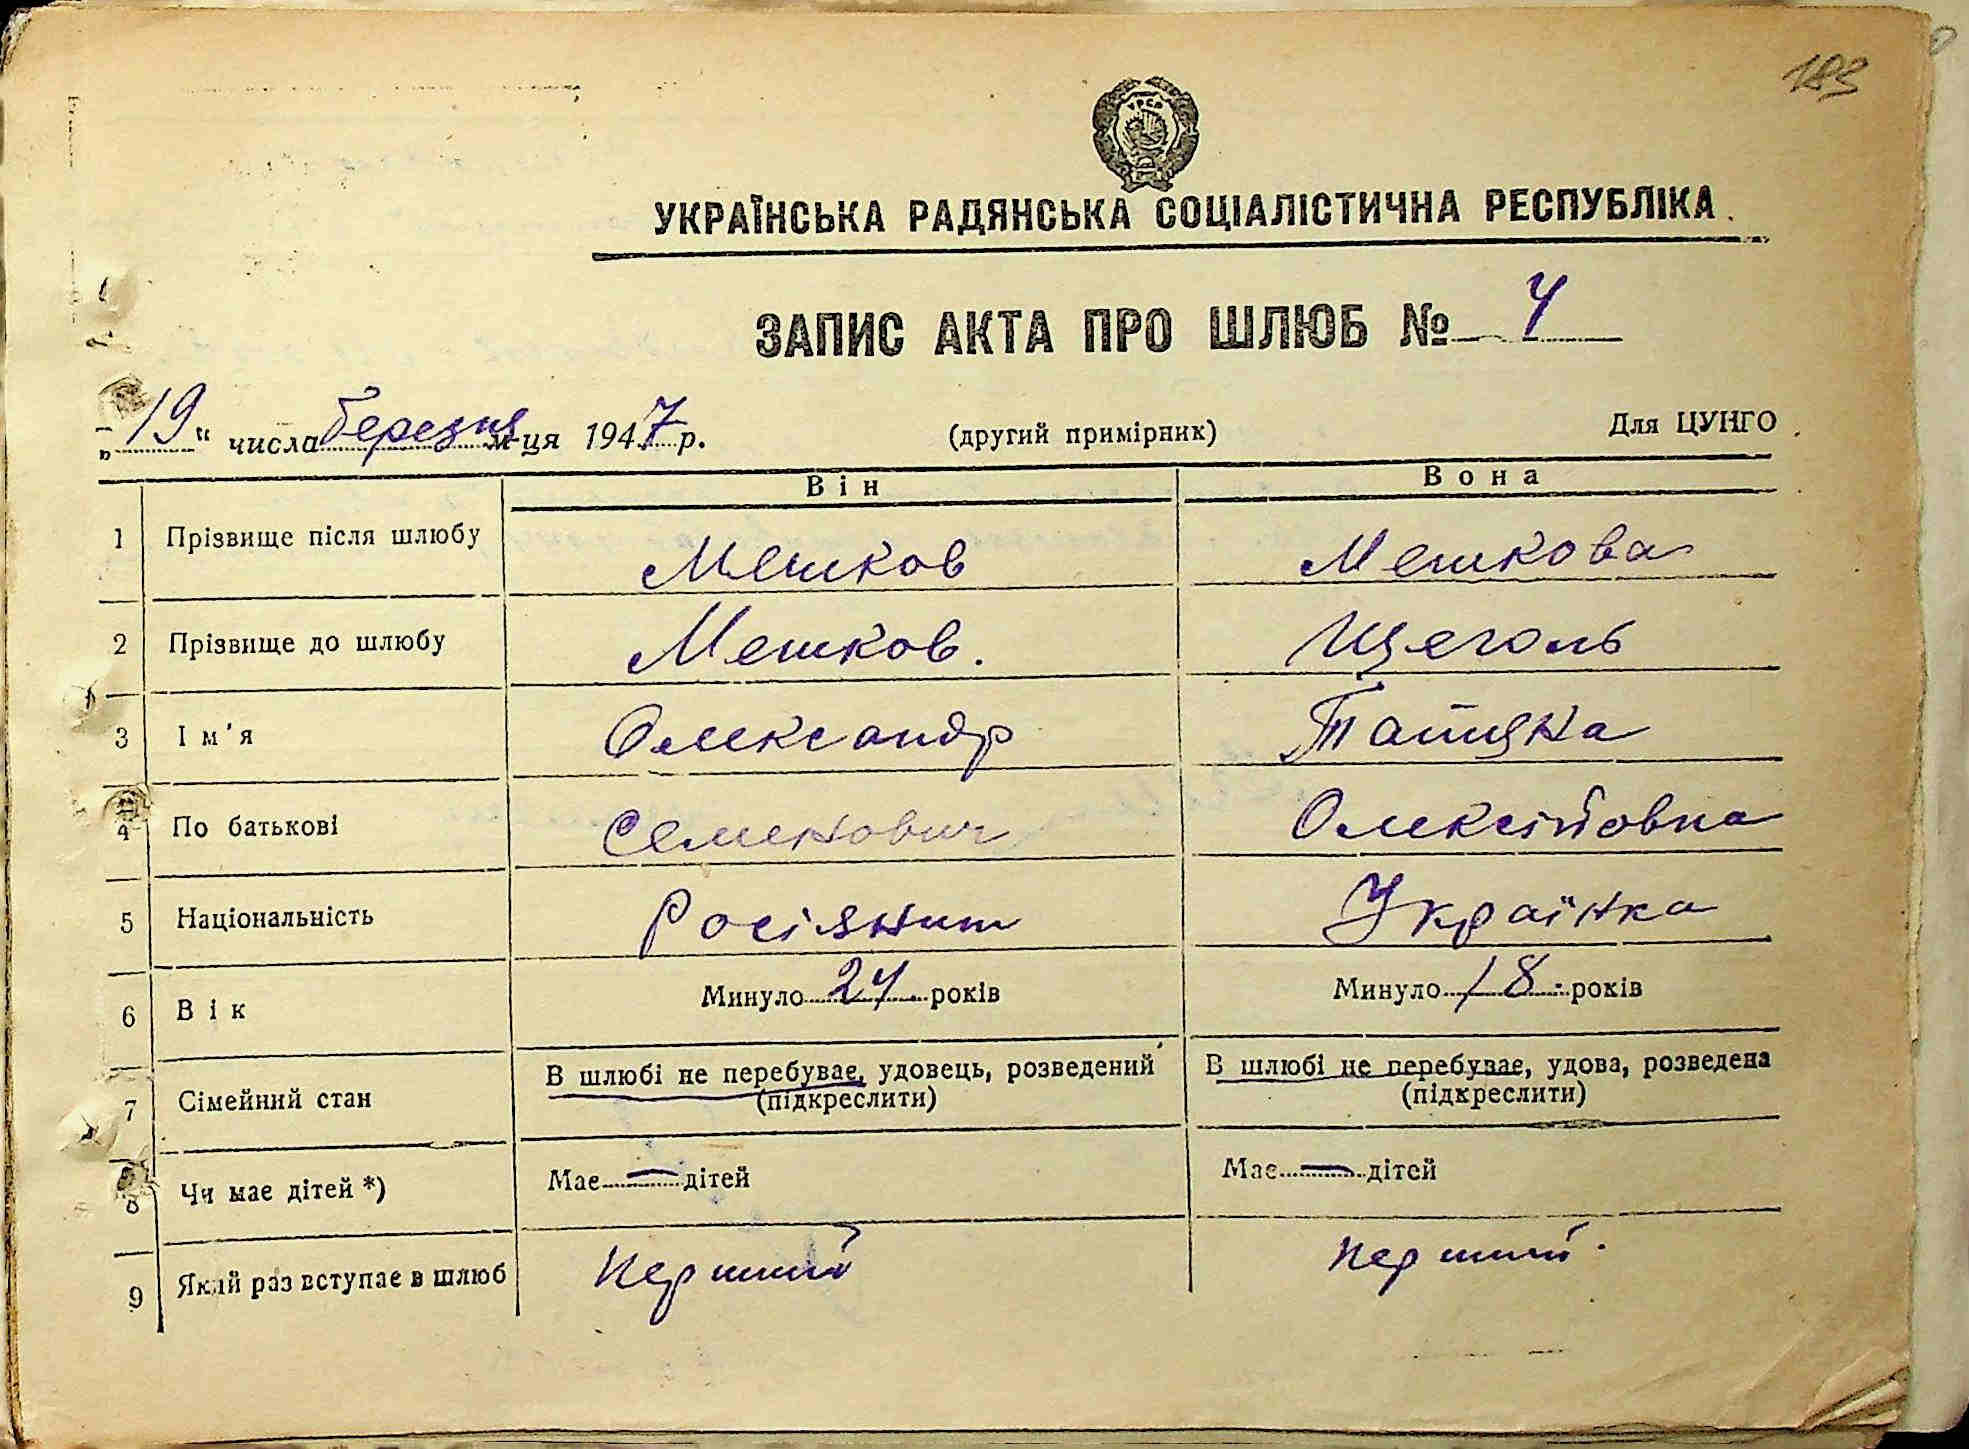 183
УРСР
УКРАЇНСЬКА РАДЯНСЬКА СОЦІАЛІСТИЧНА РЕСПУБЛІКА
ЗАПИС АКТА ПРО ШЛЮБ № 4
„19“ числа березня м-ця 1947 р. (другий примірник) Для ЦУНГО
Він Вона
1 Прізвище після шлюбу Мешков Мешкова
2 Прізвище до шлюбу Мешков. Щеголь
3 Ім'я Олександр Татяна
4 По батькові Семенович Олексіївна
5 Національність Росіянин Українка
6 Вік Минуло 24 років Минуло 18 років
7 Сімейний стан В шлюбі не перебуває, удовець, розведений (підкреслити) В шлюбі не перебуває, удова, розведена (підкреслити)
8 Чи має дітей *) Має — дітей Має — дітей
9 Який раз вступає в шлюб перший перший.